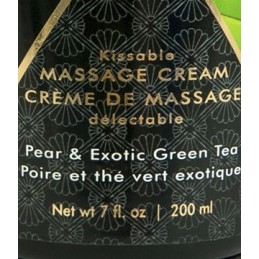 Kissable
MASSAGE CREAM
CRÈME DE MASSAGE
délectable
Pear & Exotic Green Tea
Poire et thé vert exotique
Net wt 7 fl. oz | 200 ml